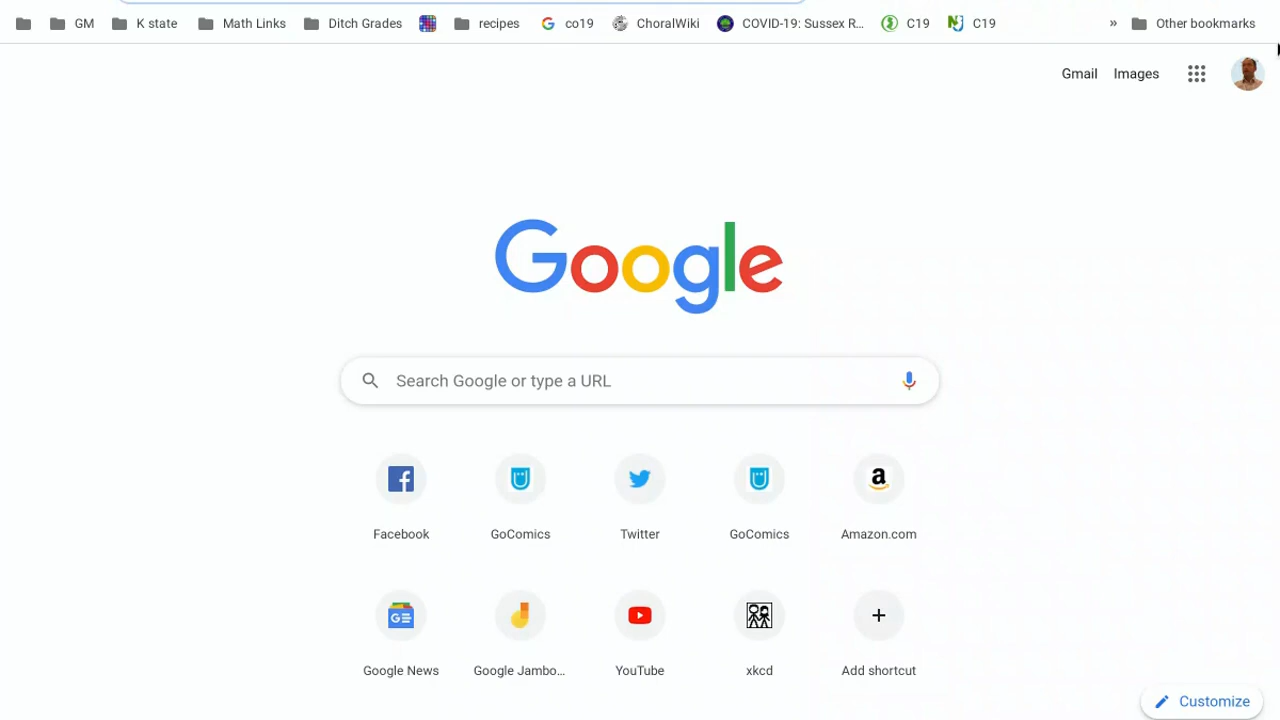 GM K state Math Links Ditch Grades recipes co19 ChoralWiki COVID-19: Sussex R... C19 C19 » Other bookmarks
Gmail Images
Google
Search Google or type a URL
Facebook GoComics Twitter GoComics Amazon.com
Google News Google Jambo... YouTube xkcd Add shortcut
Customize